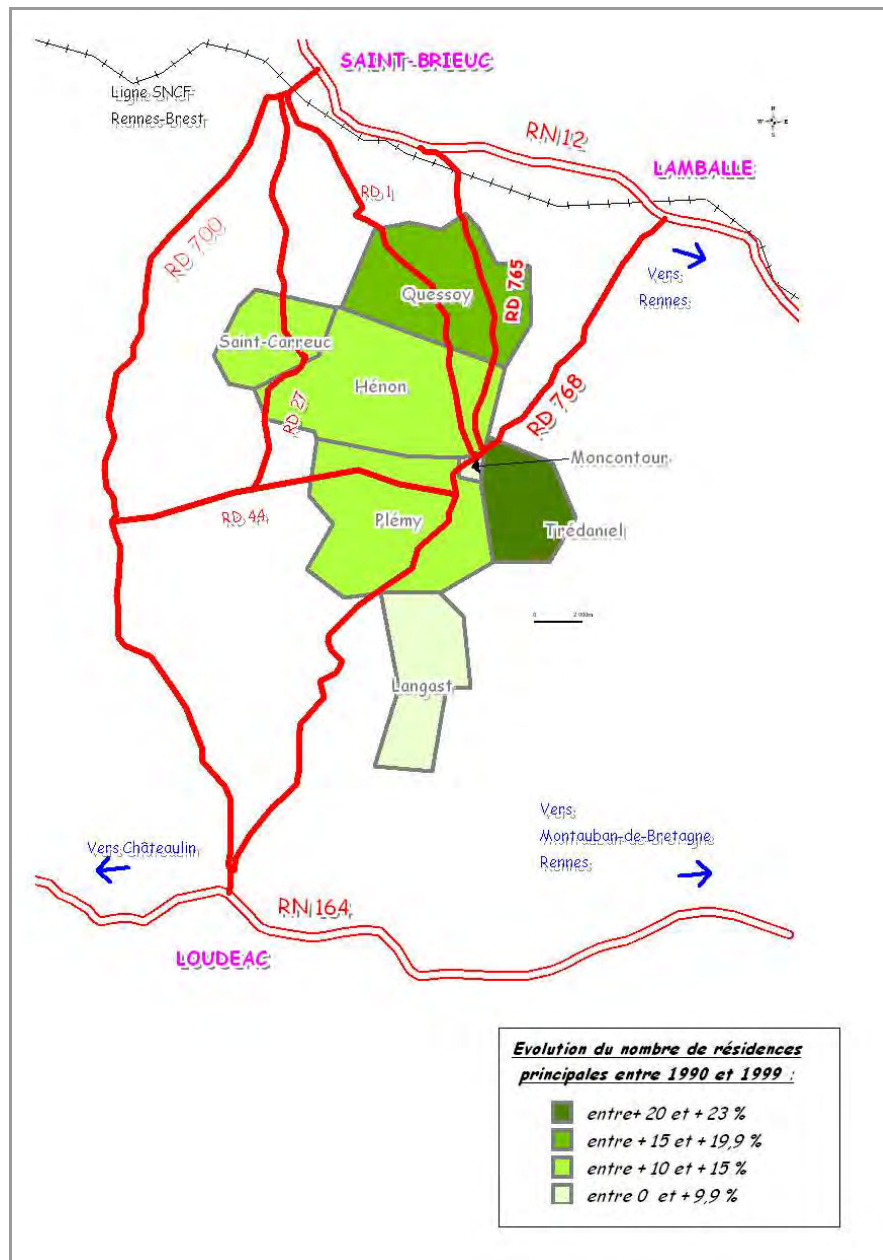 SAINT-BRIEUC
Ligne SNCF
Rennes-Brest
RN 12
LAMBALLE
RD 1
RD 700
Vers
Rennes
Quessoy
RD 765
Saint-Carreuc
Hénon
RD 27
RD 768
Moncontour
RD 44
Plémy
Trédaniel
Langast
Vers
Montauban-de-Bretagne
Rennes
Vers Châteaulin
RN 164
LOUDEAC
Evolution du nombre de résidences
principales entre 1990 et 1999 :
entre+ 20 et + 23 %
entre + 15 et + 19,9 %
entre + 10 et + 15 %
entre 0 et + 9,9 %